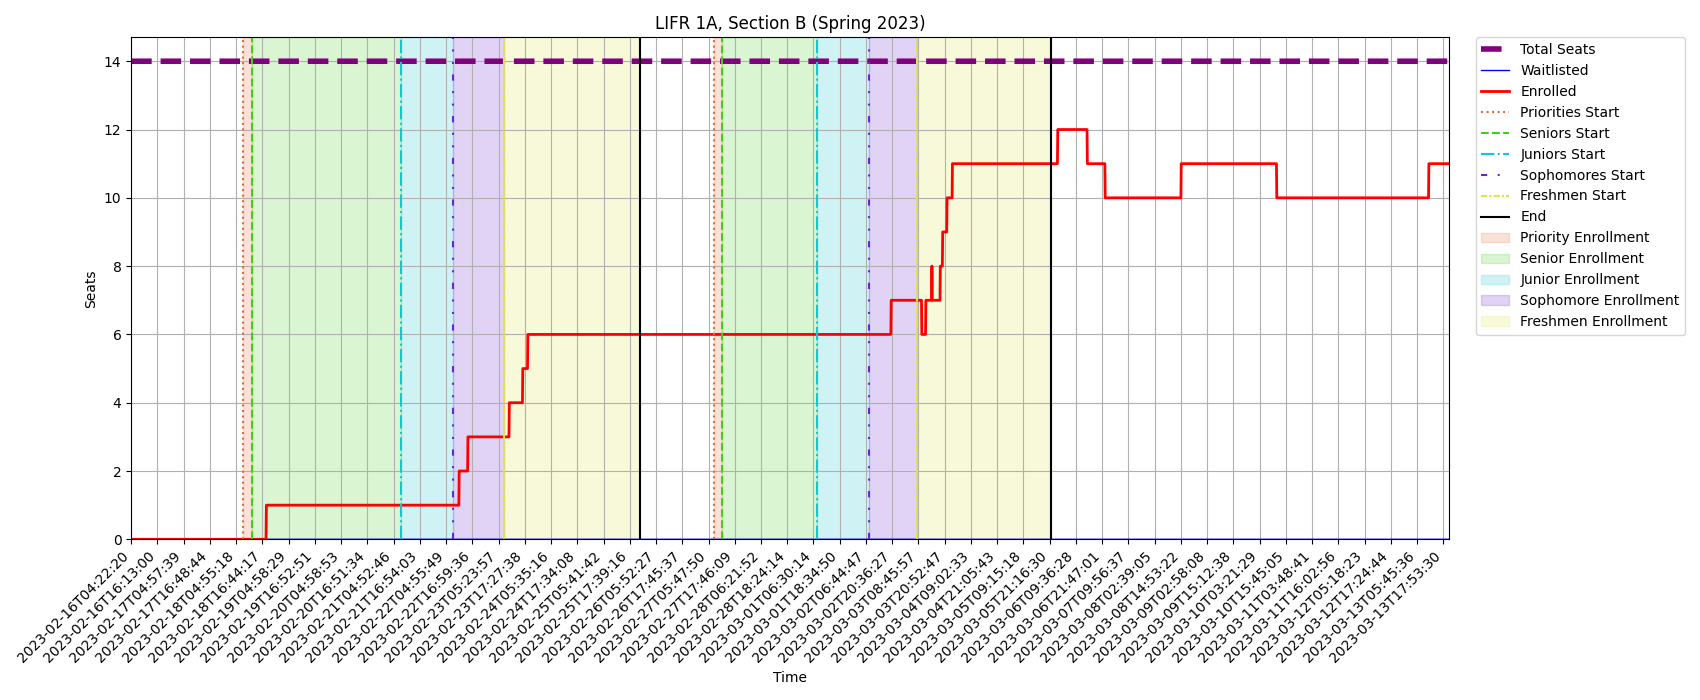 LIFR 1A, Section B (Spring 2023)
Seats
14
12
10
8
6
4
2
0
2023-02-16T04:22:20
2023-02-16T16:13:00
2023-02-17T04:57:39
2023-02-17T16:48:44
2023-02-18T04:55:18
2023-02-18T16:44:17
2023-02-19T04:58:29
2023-02-19T16:52:51
2023-02-20T04:58:53
2023-02-20T16:51:34
2023-02-21T04:52:46
2023-02-21T16:54:03
2023-02-22T04:55:49
2023-02-22T16:59:36
2023-02-23T05:23:57
2023-02-23T17:27:38
2023-02-24T05:35:16
2023-02-24T17:34:08
2023-02-25T05:41:42
2023-02-25T17:39:16
2023-02-26T05:52:27
2023-02-26T17:45:37
2023-02-27T05:47:50
2023-02-27T17:46:09
2023-02-28T06:21:52
2023-02-28T18:24:14
2023-03-01T06:30:14
2023-03-01T18:34:50
2023-03-02T06:44:47
2023-03-02T20:36:27
2023-03-03T08:45:57
2023-03-03T20:52:47
2023-03-04T09:02:33
2023-03-04T21:05:43
2023-03-05T09:15:18
2023-03-05T21:16:30
2023-03-06T09:36:28
2023-03-06T21:47:01
2023-03-07T09:56:37
2023-03-08T02:39:05
2023-03-08T14:53:22
2023-03-09T02:58:08
2023-03-09T15:12:38
2023-03-10T03:21:29
2023-03-10T15:45:05
2023-03-11T03:48:41
2023-03-11T16:02:56
2023-03-12T05:18:23
2023-03-12T17:24:44
2023-03-13T05:45:36
2023-03-13T17:53:30
Time
Total Seats
Waitlisted
Enrolled
Priorities Start
Seniors Start
Juniors Start
Sophomores Start
Freshmen Start
End
Priority Enrollment
Senior Enrollment
Junior Enrollment
Sophomore Enrollment
Freshmen Enrollment